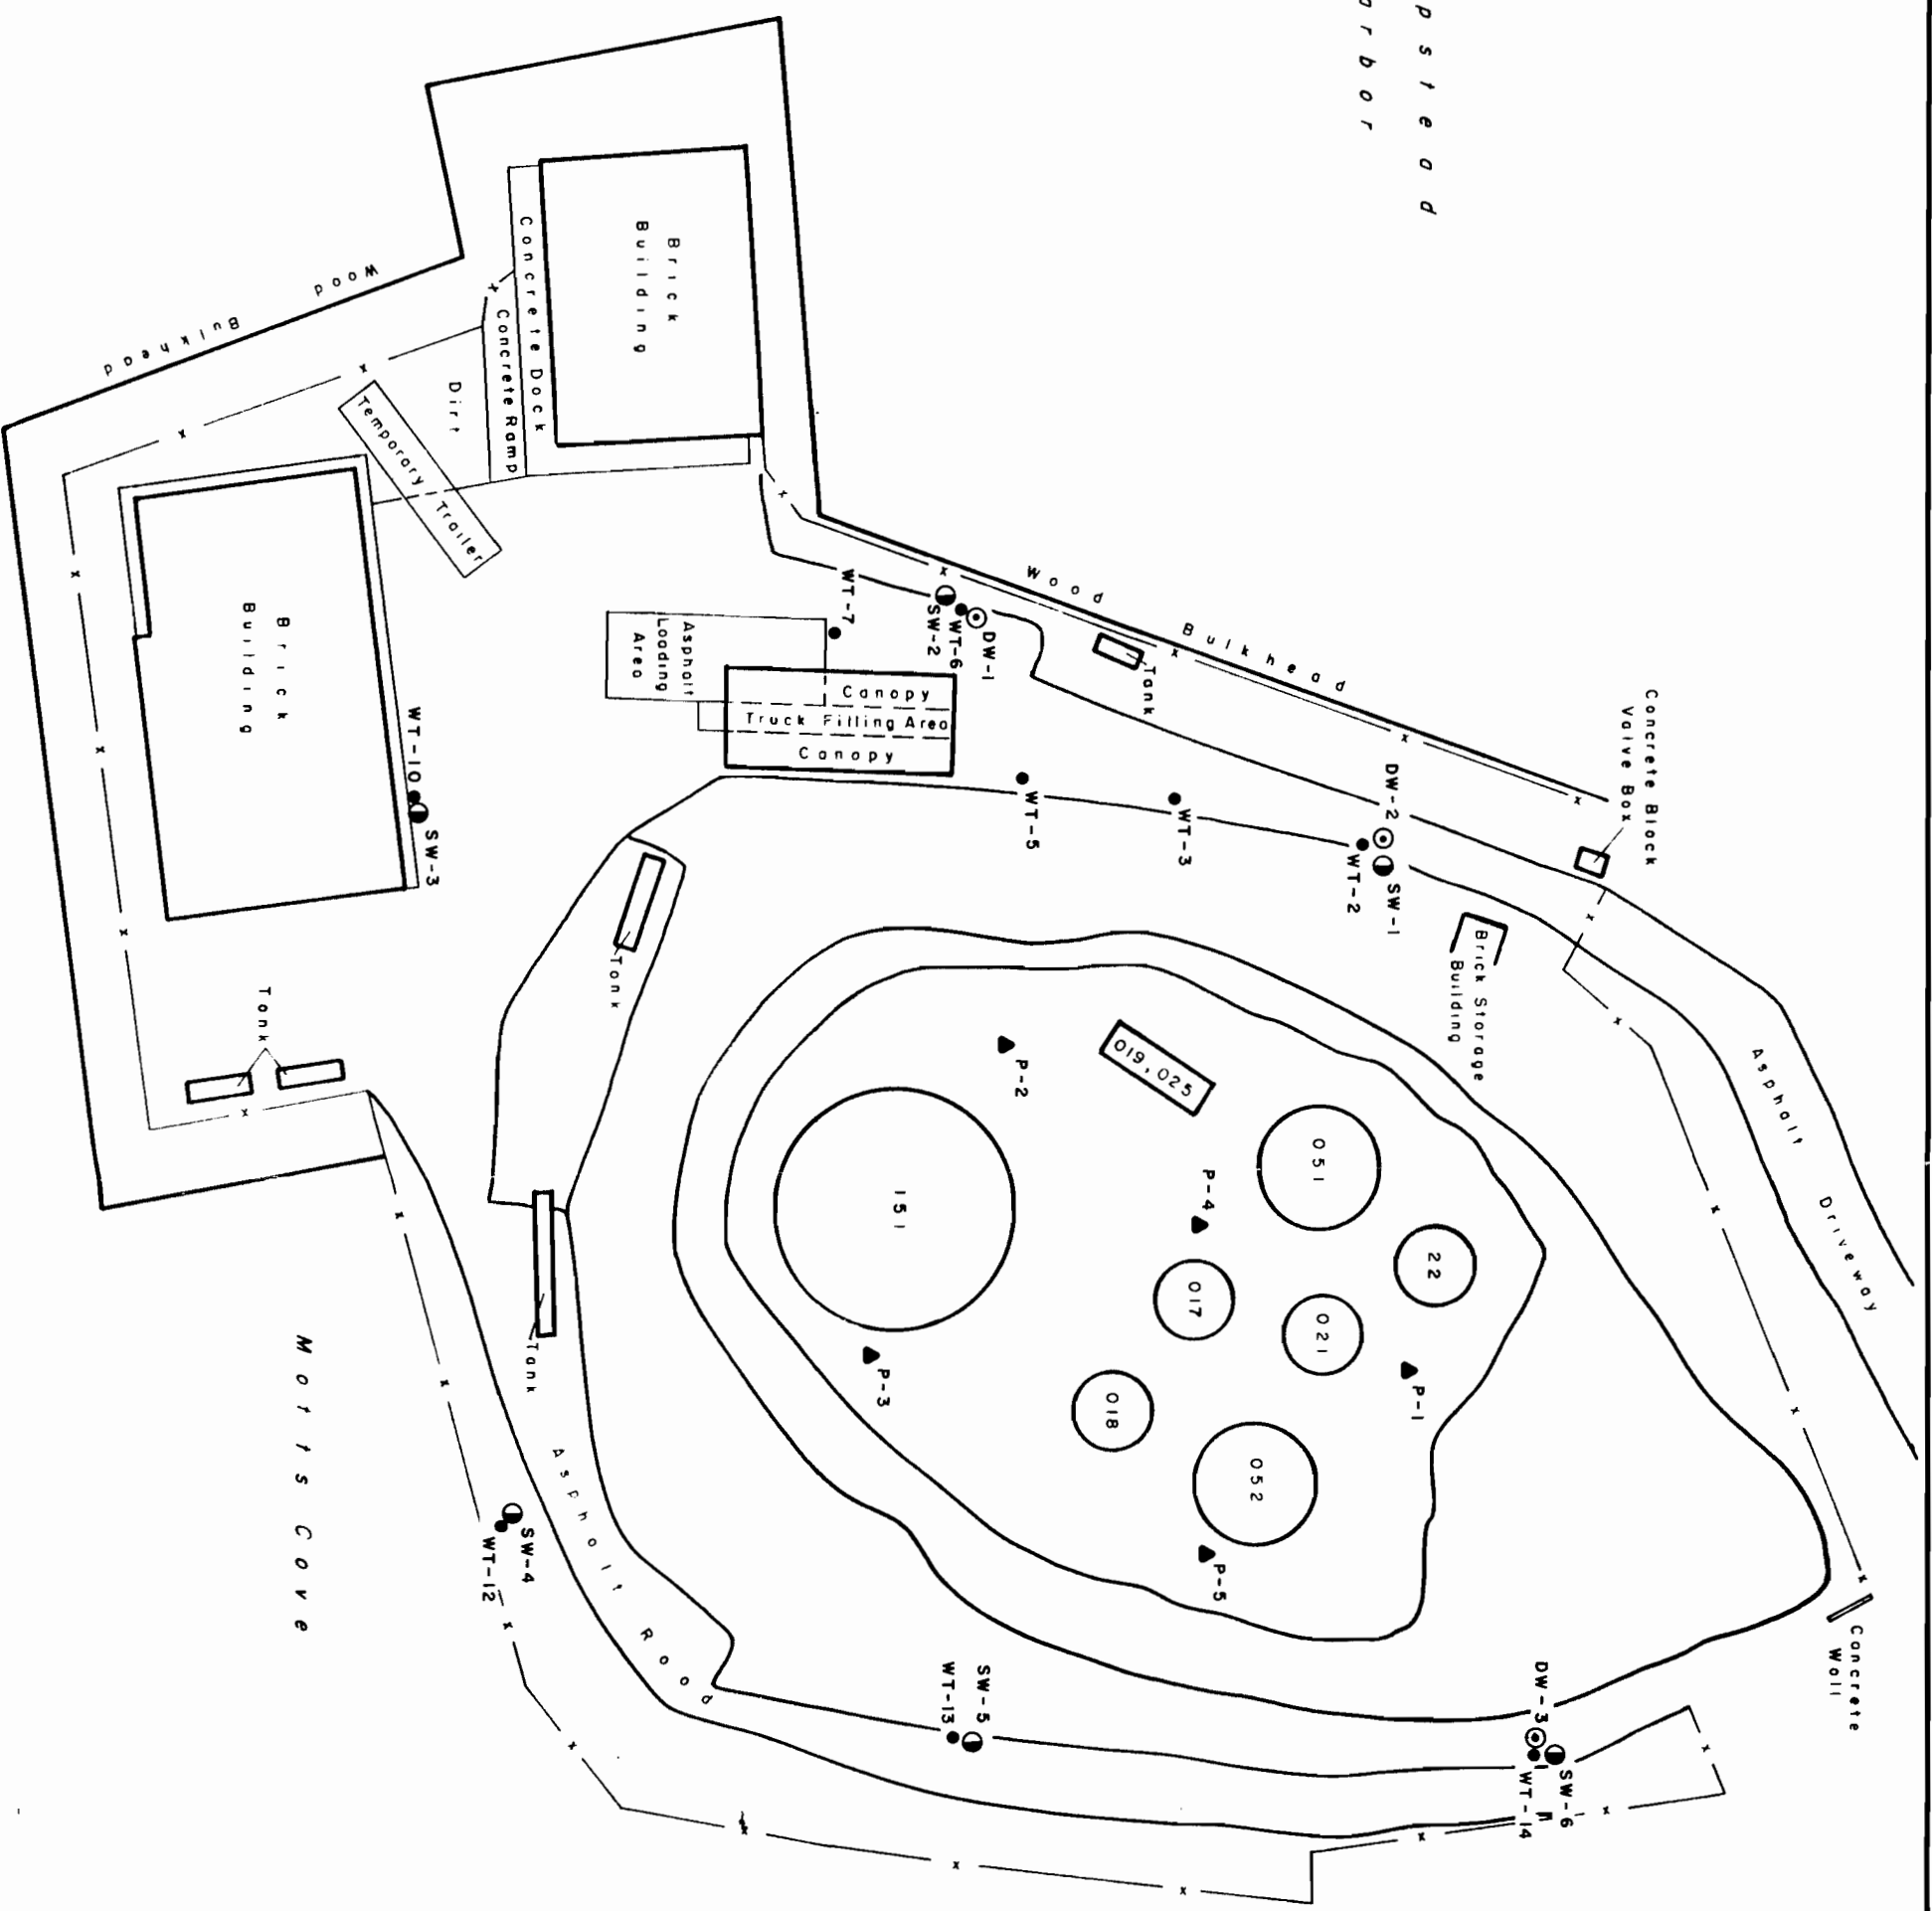 pstead
arbor
Wood
Bulkhead
Brick
Building
Concrete Dock
Concrete Ramp
Dirt
Temporary Trailer
Brick
Building
WT-10
SW-3
Tank
WT-7
SW-2
WT-6
DW-1
Asphalt
Loading
Area
Canopy
Truck Filling Area
Canopy
Wood
Bulkhead
Tank
WT-5
WT-3
DW-2
WT-2
SW-1
Concrete Block
Valve Box
Brick Storage
Building
Asphalt
Driveway
Tank
Tank
P-2
019, 025
051
151
P-4
22
017
021
P-3
018
P-1
052
P-5
Motts Cove
Asphalt Road
SW-4
WT-12
SW-5
WT-13
Concrete
Wall
DW-3
SW-6
WT-14